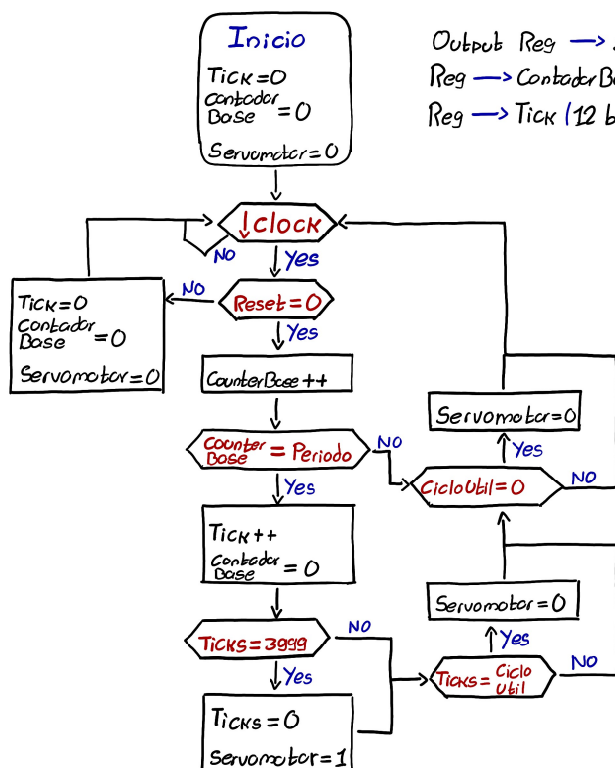 Inicio
Tick=0
Contador
Base =0
Servomotor=0
Output Reg →
Reg → Contador Ba
Reg → Tick (12 b
↓Clock
NO
Yes
Reset=0
NO
Yes
Tick=0
Contador
Base =0
Servomotor=0
CounterBase++
Counter
Base = Periodo
NO
Yes
Servomotor=0
Yes
CicloUtil=0
NO
Tick++
Contador
Base =0
Servomotor=0
Yes
Ticks=3999
NO
Yes
Ticks= Ciclo
Util
NO
Ticks=0
Servomotor=1